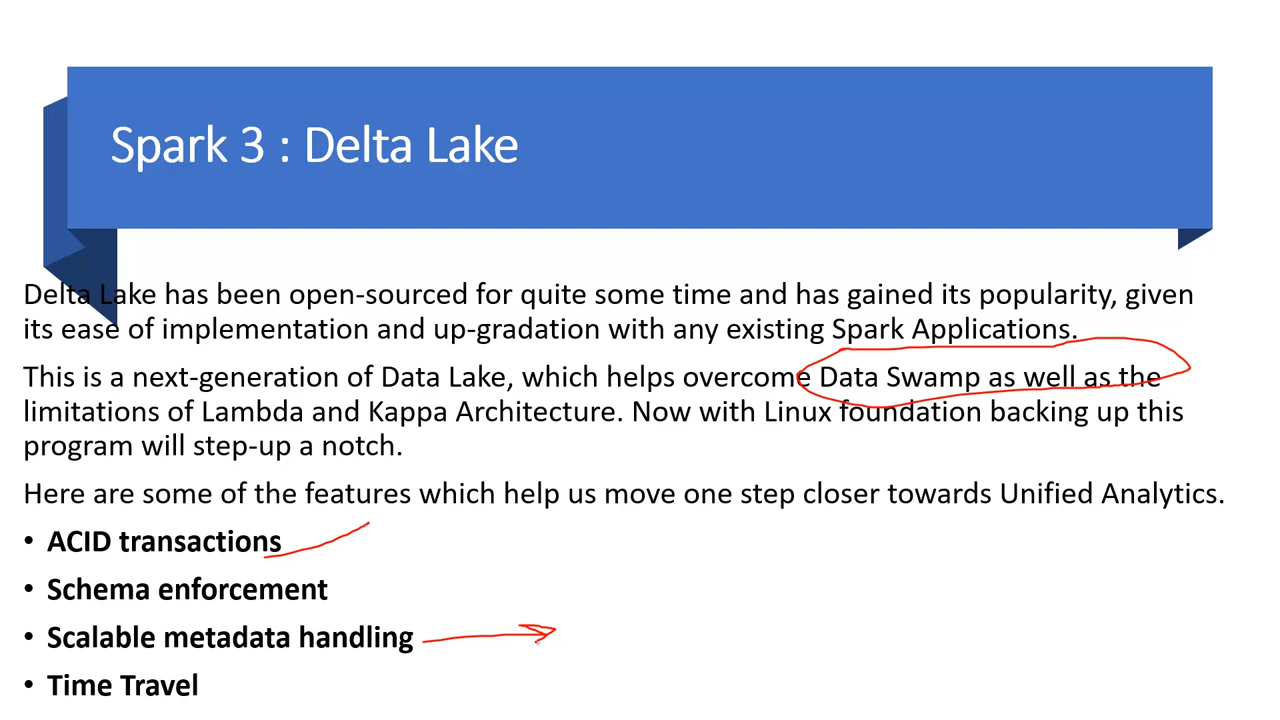 Spark 3 : Delta Lake
Delta Lake has been open-sourced for quite some time and has gained its popularity, given
its ease of implementation and up-gradation with any existing Spark Applications.
This is a next-generation of Data Lake, which helps overcome Data Swamp as well as the
limitations of Lambda and Kappa Architecture. Now with Linux foundation backing up this
program will step-up a notch.
Here are some of the features which help us move one step closer towards Unified Analytics.
• ACID transactions
• Schema enforcement
• Scalable metadata handling
• Time Travel